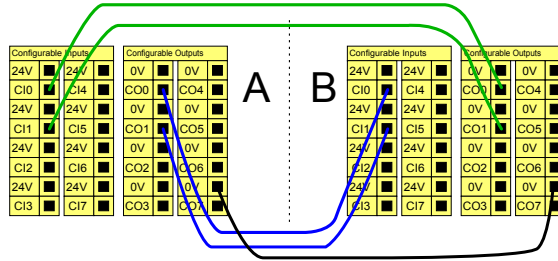 Configurable Inputs Configurable Outputs Configurable Inputs Configurable Outputs
24V 24V 0V 0V 24V 24V 0V 0V
CI0 CI4 CO0 CO4 A B CI0 CI4 CO0 CO4
24V 24V 0V 0V 24V 24V 0V 0V
CI1 CI5 CO1 CO5 CI1 CI5 CO1 CO5
24V 24V 0V 0V 24V 24V 0V 0V
CI2 CI6 CO2 CO6 CI2 CI6 CO2 CO6
24V 24V 0V 0V 24V 24V 0V 0V
CI3 CI7 CO3 CO7 CI3 CI7 CO3 CO7